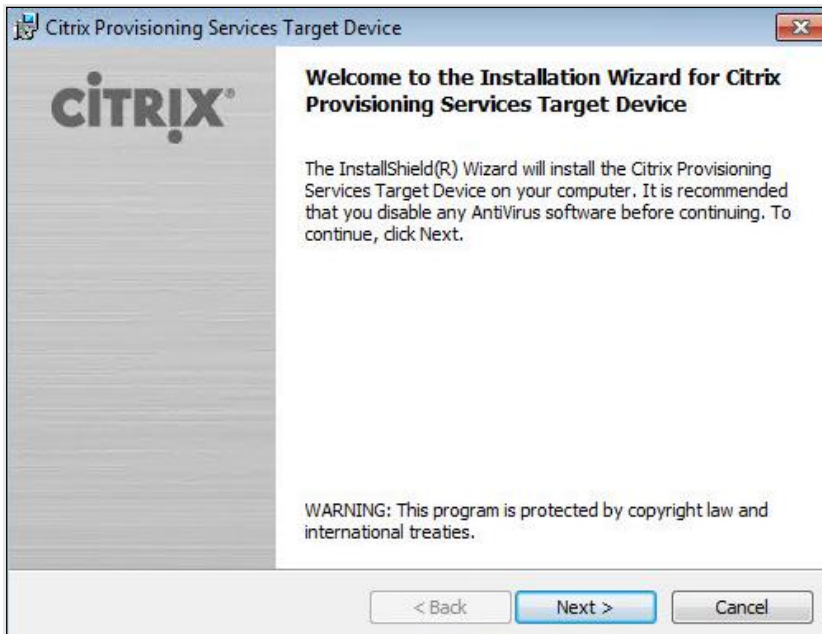 Citrix Provisioning Services Target Device
CiTRIX®
Welcome to the Installation Wizard for Citrix
Provisioning Services Target Device
The InstallShield(R) Wizard will install the Citrix Provisioning
Services Target Device on your computer. It is recommended
that you disable any AntiVirus software before continuing. To
continue, click Next.
WARNING: This program is protected by copyright law and
international treaties.
< Back
Next >
Cancel